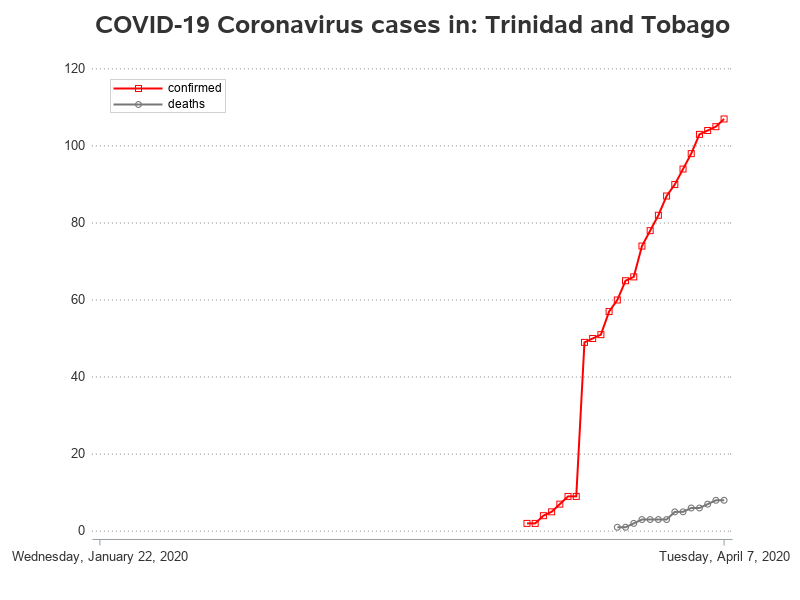 COVID-19 Coronavirus cases in: Trinidad and Tobago
120
confirmed
deaths
100
80
60
40
20
0
Wednesday, January 22, 2020 Tuesday, April 7, 2020